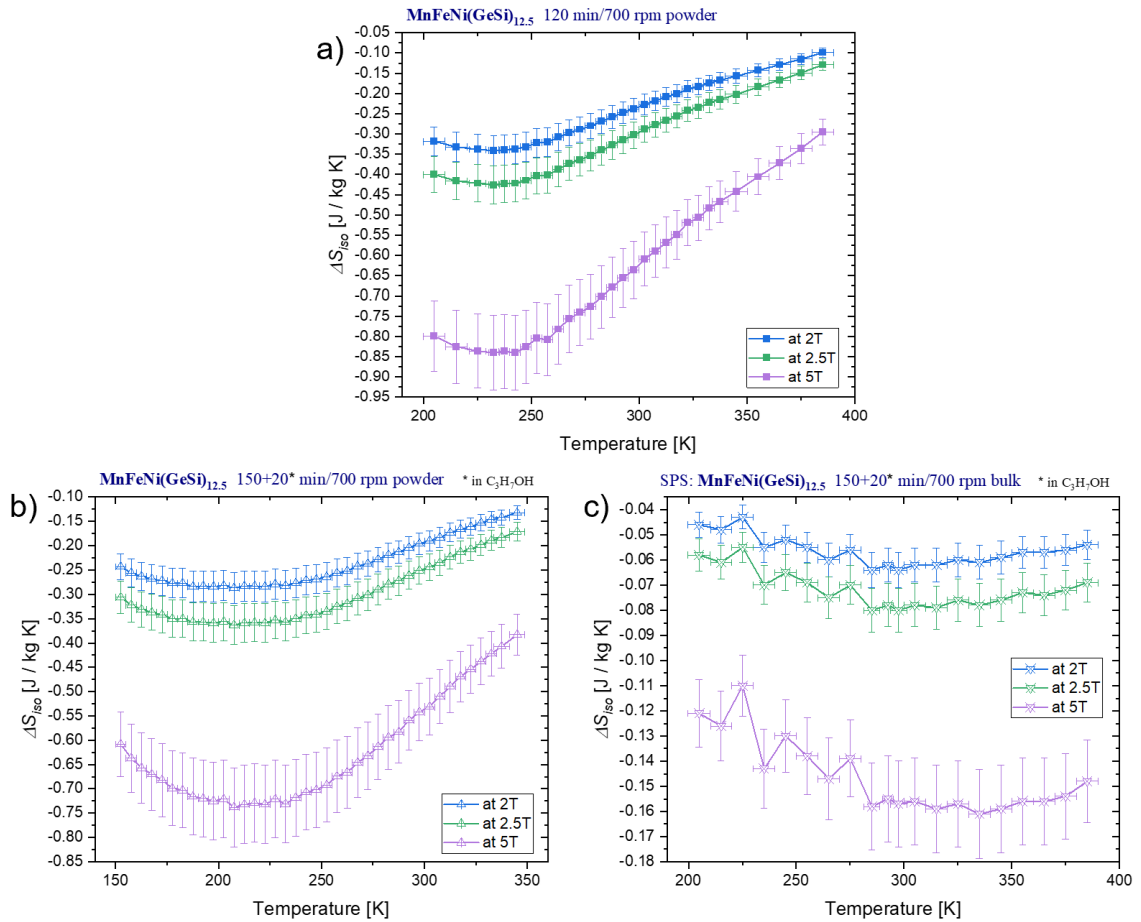 MnFeNi(GeSi)12.5 120 min/700 rpm powder
a)
-0.05
-0.10
-0.15
-0.20
-0.25
-0.30
-0.35
-0.40
-0.45
-0.50
-0.55
-0.60
-0.65
-0.70
-0.75
-0.80
-0.85
-0.90
-0.95
ΔSiso [J / kg K]
at 2T
at 2.5T
at 5T
200 250 300 350 400
Temperature [K]
MnFeNi(GeSi)12.5 150+20* min/700 rpm powder * in C3H7OH
b)
-0.10
-0.15
-0.20
-0.25
-0.30
-0.35
-0.40
-0.45
-0.50
-0.55
-0.60
-0.65
-0.70
-0.75
-0.80
-0.85
ΔSiso [J / kg K]
at 2T
at 2.5T
at 5T
150 200 250 300 350
Temperature [K]
SPS: MnFeNi(GeSi)12.5 150+20* min/700 rpm bulk * in C3H7OH
c)
-0.04
-0.05
-0.06
-0.07
-0.08
-0.09
-0.11
-0.12
-0.13
-0.14
-0.15
-0.16
-0.17
-0.18
ΔSiso [J / kg K]
at 2T
at 2.5T
at 5T
200 250 300 350 400
Temperature [K]